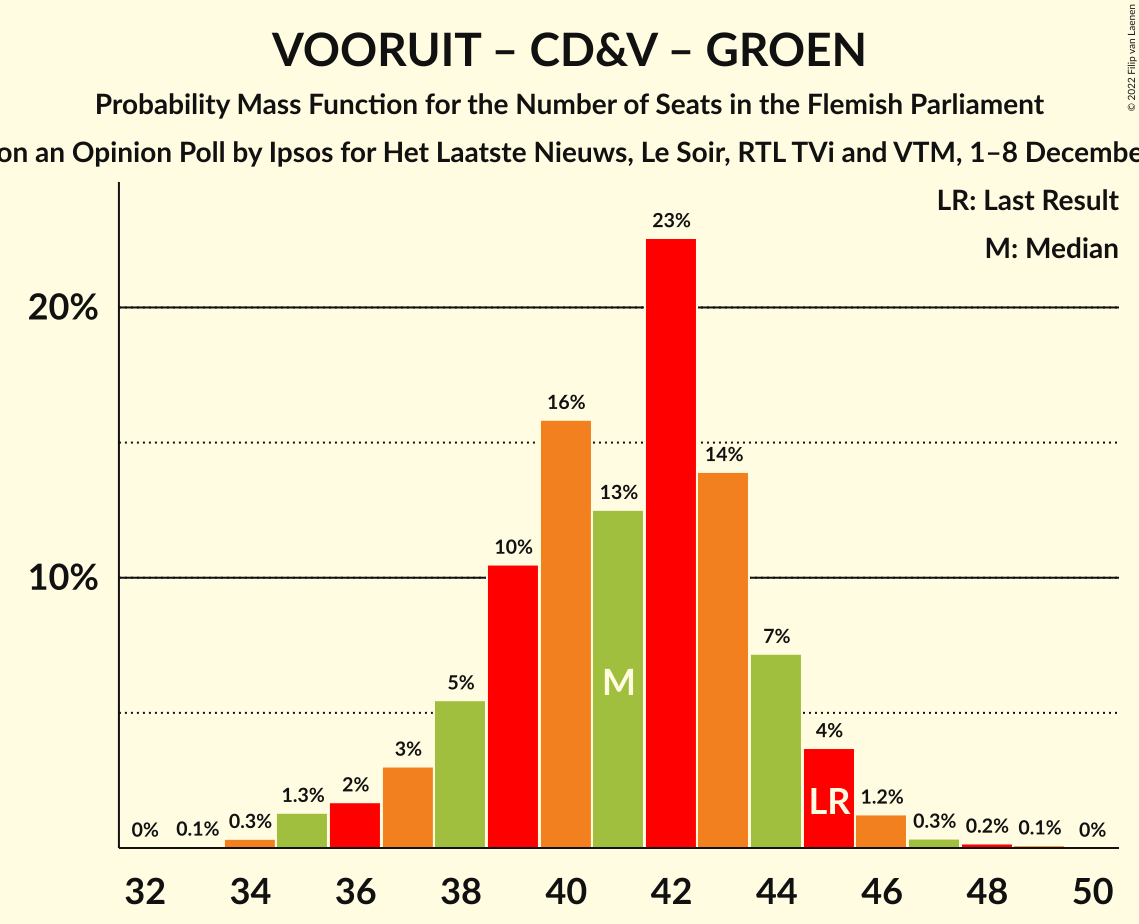 VOORUIT – CD&V – GROEN
Probability Mass Function for the Number of Seats in the Flemish Parliament
on an Opinion Poll by Ipsos for Het Laatste Nieuws, Le Soir, RTL TVi and VTM, 1–8 Decembe
© 2022 Filip van Laenen
LR: Last Result
M: Median
20%
10%
0%
0.1%
0.3%
1.3%
2%
3%
5%
10%
16%
13%
23%
14%
7%
4%
1.2%
0.3%
0.2%
0.1%
0%
M
LR
32 34 36 38 40 42 44 46 48 50